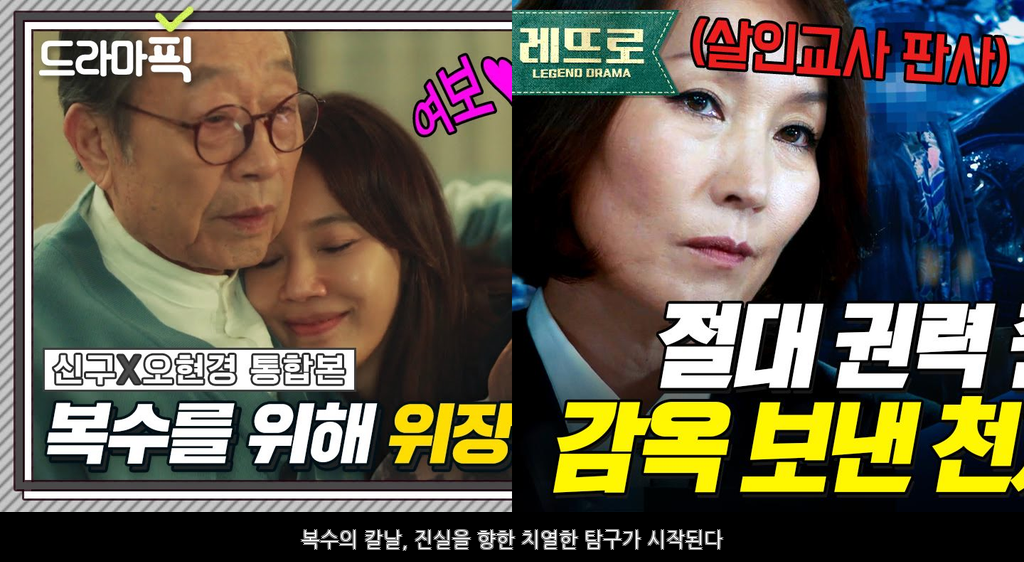 드라마픽
여보♥
신구X오현경 통합본
복수를 위해 위장
레뜨로
LEGEND DRAMA
(살인교사 판사)
절대 권력
감옥 보낸 천
복수의 칼날, 진실을 향한 치열한 탐구가 시작된다